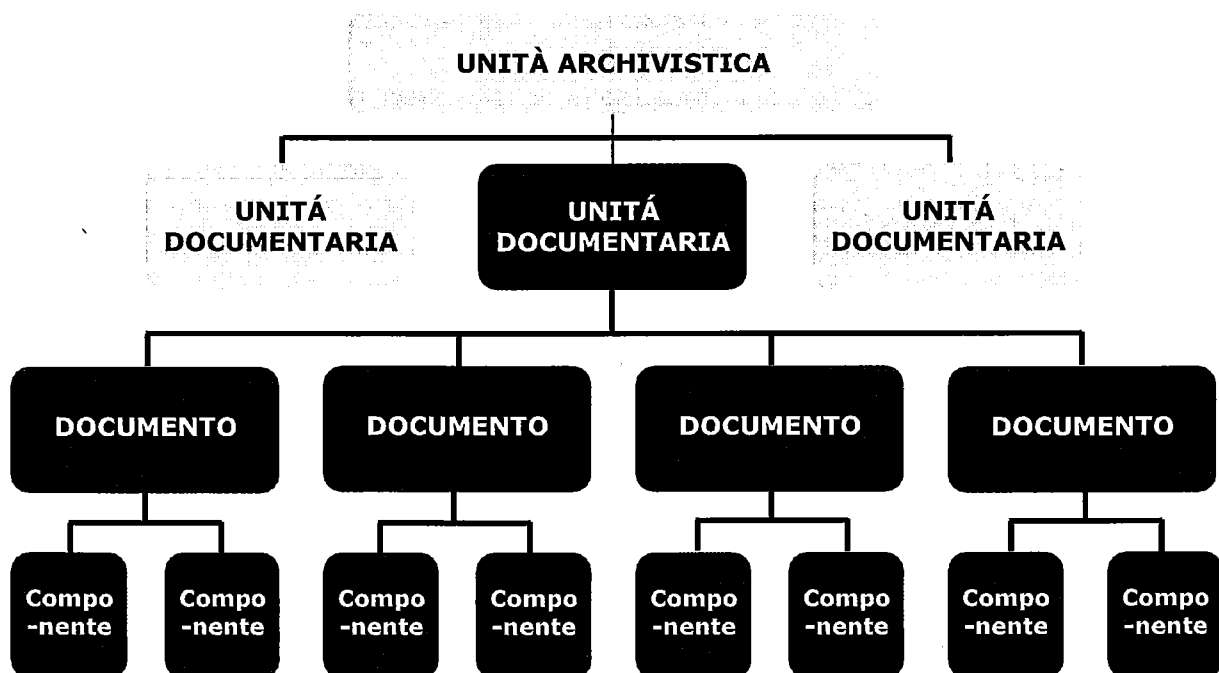 UNITÀ ARCHIVISTICA
UNITÁ
DOCUMENTARIA
UNITÁ
DOCUMENTARIA
UNITÁ
DOCUMENTARIA
DOCUMENTO
DOCUMENTO
DOCUMENTO
DOCUMENTO
Compo
-nente
Compo
-nente
Compo
-nente
Compo
-nente
Compo
-nente
Compo
-nente
Compo
-nente
Compo
-nente